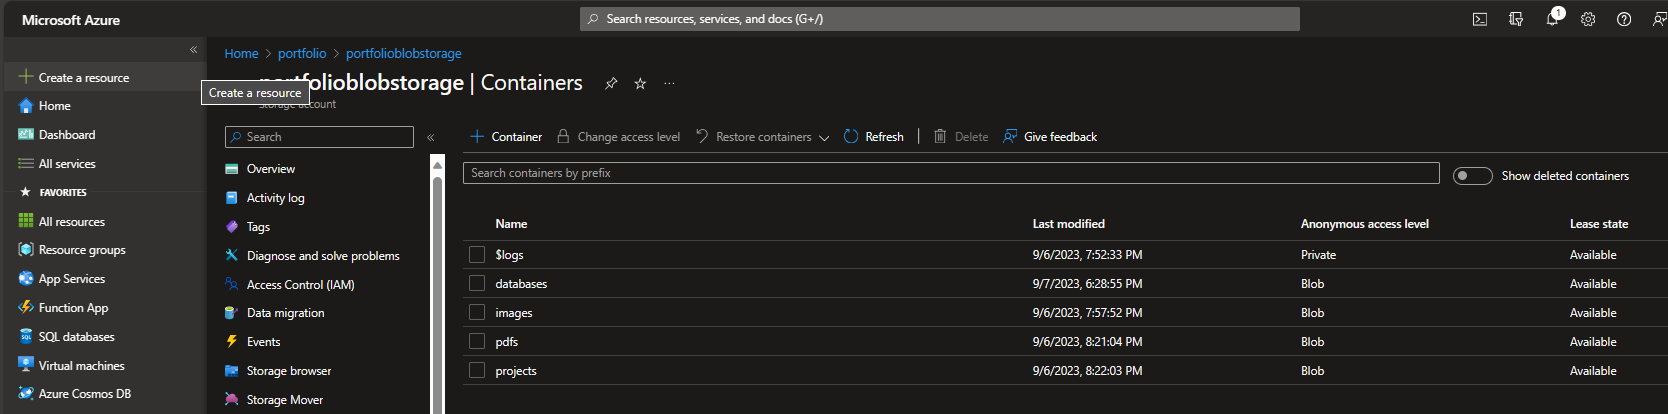 Microsoft Azure
Search resources, services, and docs (G+/)
1
Create a resource
Home
Dashboard
All services
FAVORITES
All resources
Resource groups
App Services
Function App
SQL databases
Virtual machines
Azure Cosmos DB
Home > portfolio > portfolioblobstorage
Create a resource
folioblobstorage | Containers
Storage account
Search
Overview
Activity log
Tags
Diagnose and solve problems
Access Control (IAM)
Data migration
Events
Storage browser
Storage Mover
Container Change access level Restore containers Refresh Delete Give feedback
Search containers by prefix
Show deleted containers
Name Last modified Anonymous access level Lease state
$logs 9/6/2023, 7:52:33 PM Private Available
databases 9/7/2023, 6:28:55 PM Blob Available
images 9/6/2023, 7:57:52 PM Blob Available
pdfs 9/6/2023, 8:21:04 PM Blob Available
projects 9/6/2023, 8:22:03 PM Blob Available